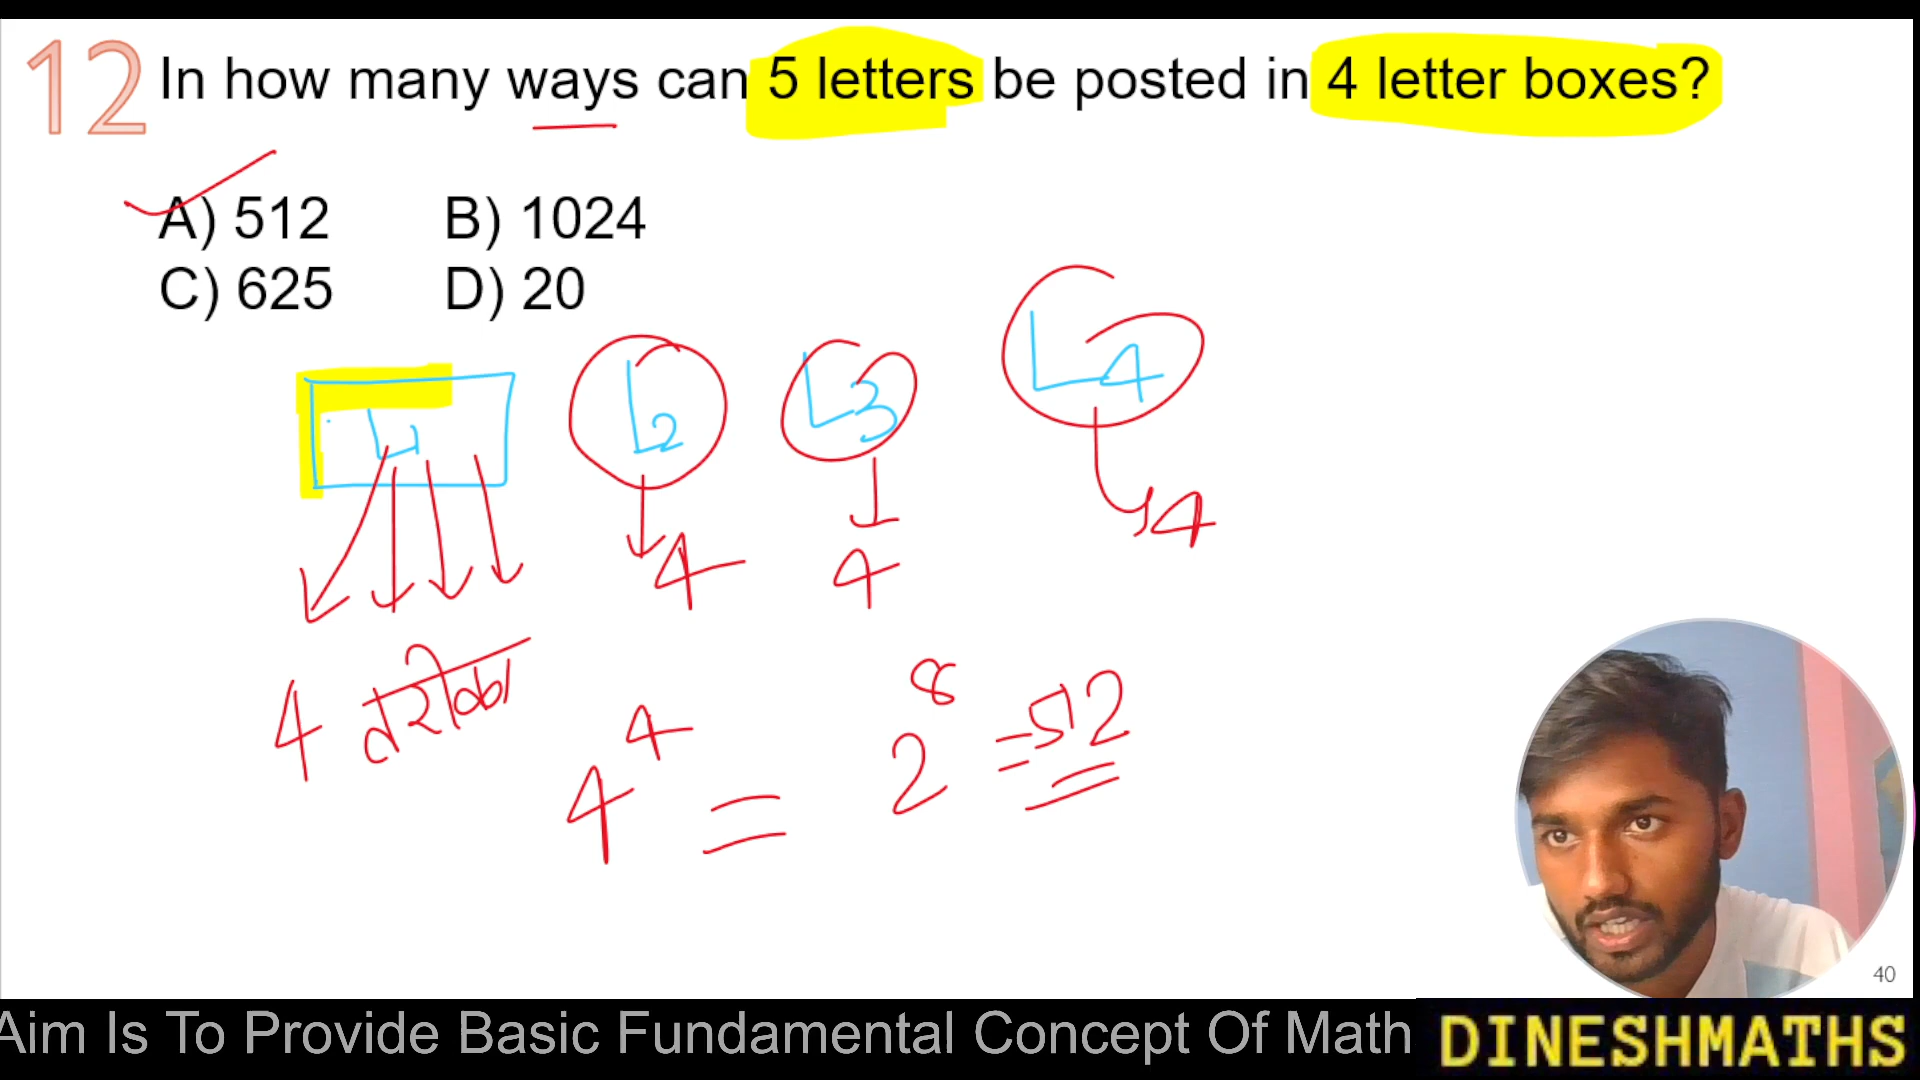 12 In how many ways can 5 letters be posted in 4 letter boxes?
A) 512 B) 1024
C) 625 D) 20
L1 L2 L3 L4
4 4 4
4 तरीका
4^4 = 2^8 = 512
40
Aim Is To Provide Basic Fundamental Concept Of Math DINESHMATHS